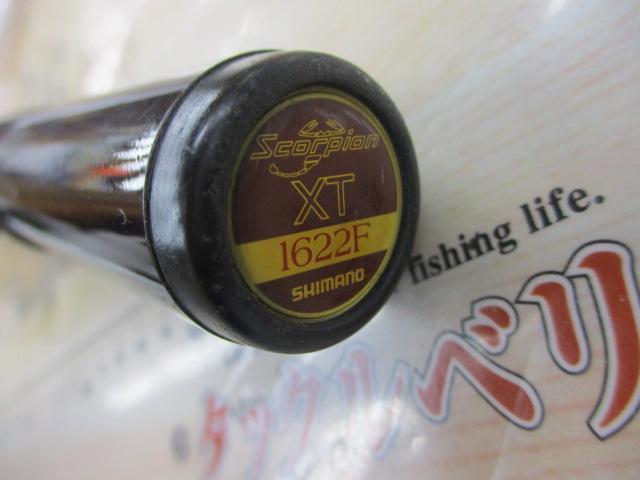 Scorpion
XT
1622F
SHIMANO
fishing life.
タックルベリ